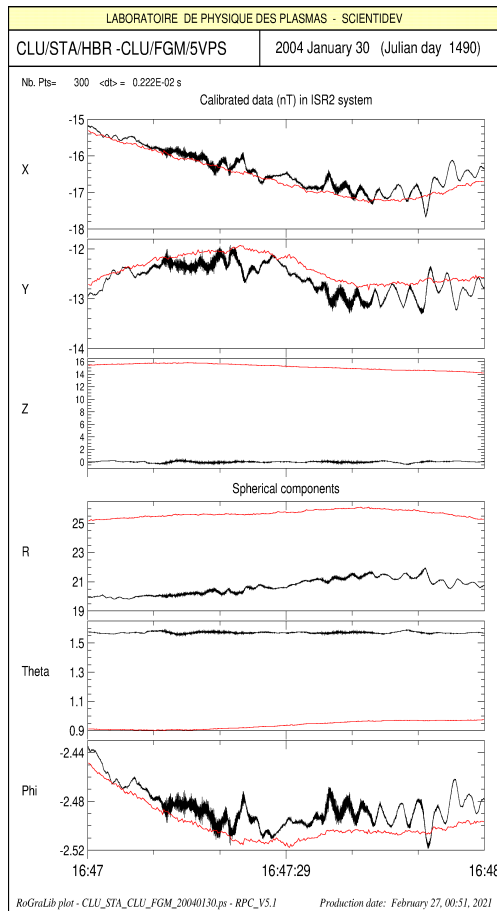 LABORATOIRE DE PHYSIQUE DES PLASMAS - SCIENTIDEV
CLU/STA/HBR -CLU/FGM/5VPS
2004 January 30 (Julian day 1490)
Nb. Pts= 300 <dt> = 0.222E-02 s
Calibrated data (nT) in ISR2 system
-15
-16
X
-17
-18
-12
Y
-13
-14
16
14
12
10
8
Z
6
4
2
0
Spherical components
25
23
R
21
19
1.5
1.3
Theta
1.1
0.9
-2.44
Phi
-2.48
-2.52
16:47
16:47:29
16:48
RoGraLib plot - CLU_STA_CLU_FGM_20040130.ps - RPC_V5.1
Production date: February 27, 00:51, 2021